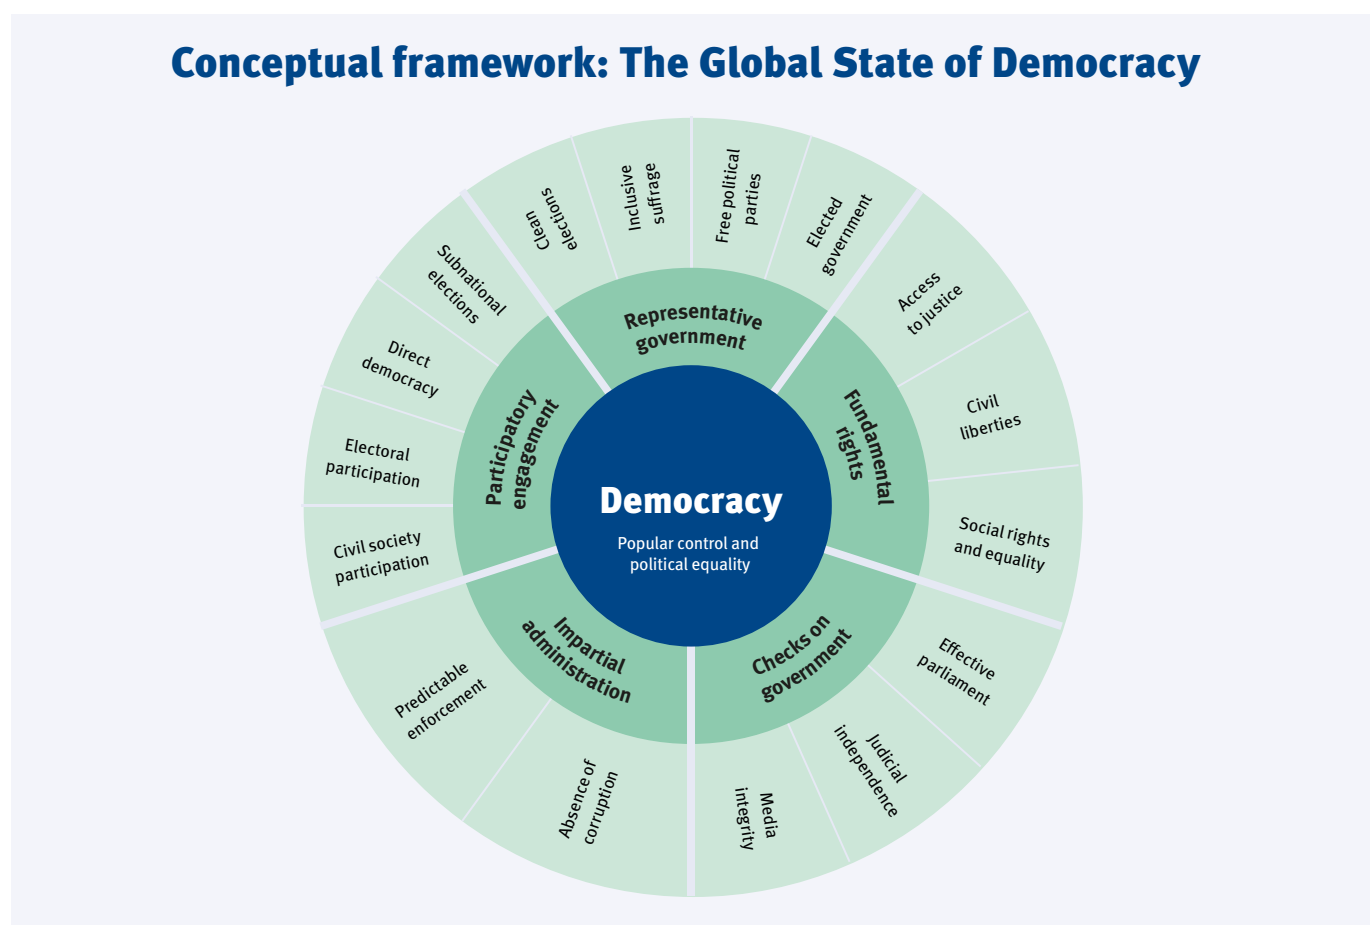 Conceptual framework: The Global State of Democracy
Clean
elections
Inclusive
suffrage
Free political
parties
Elected
government
Representative
government
Access
to justice
Civil
liberties
Social rights
and equality
Fundamental
rights
Effective
parliament
Judicial
independence
Media
integrity
Checks on
government
Absence of
corruption
Predictable
enforcement
Impartial
administration
Civil society
participation
Electoral
participation
Direct
democracy
Subnational
elections
Participatory
engagement
Democracy
Popular control and
political equality